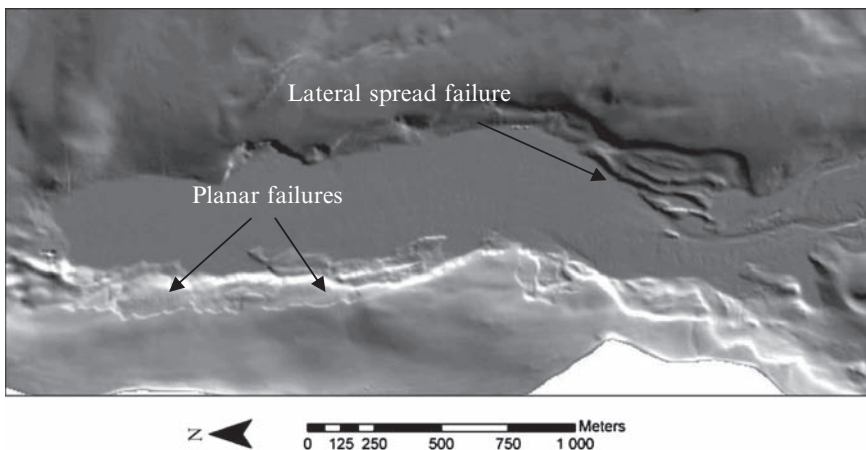 Lateral spread failure
Planar failures
N
Meters
0 125 250 500 750 1 000